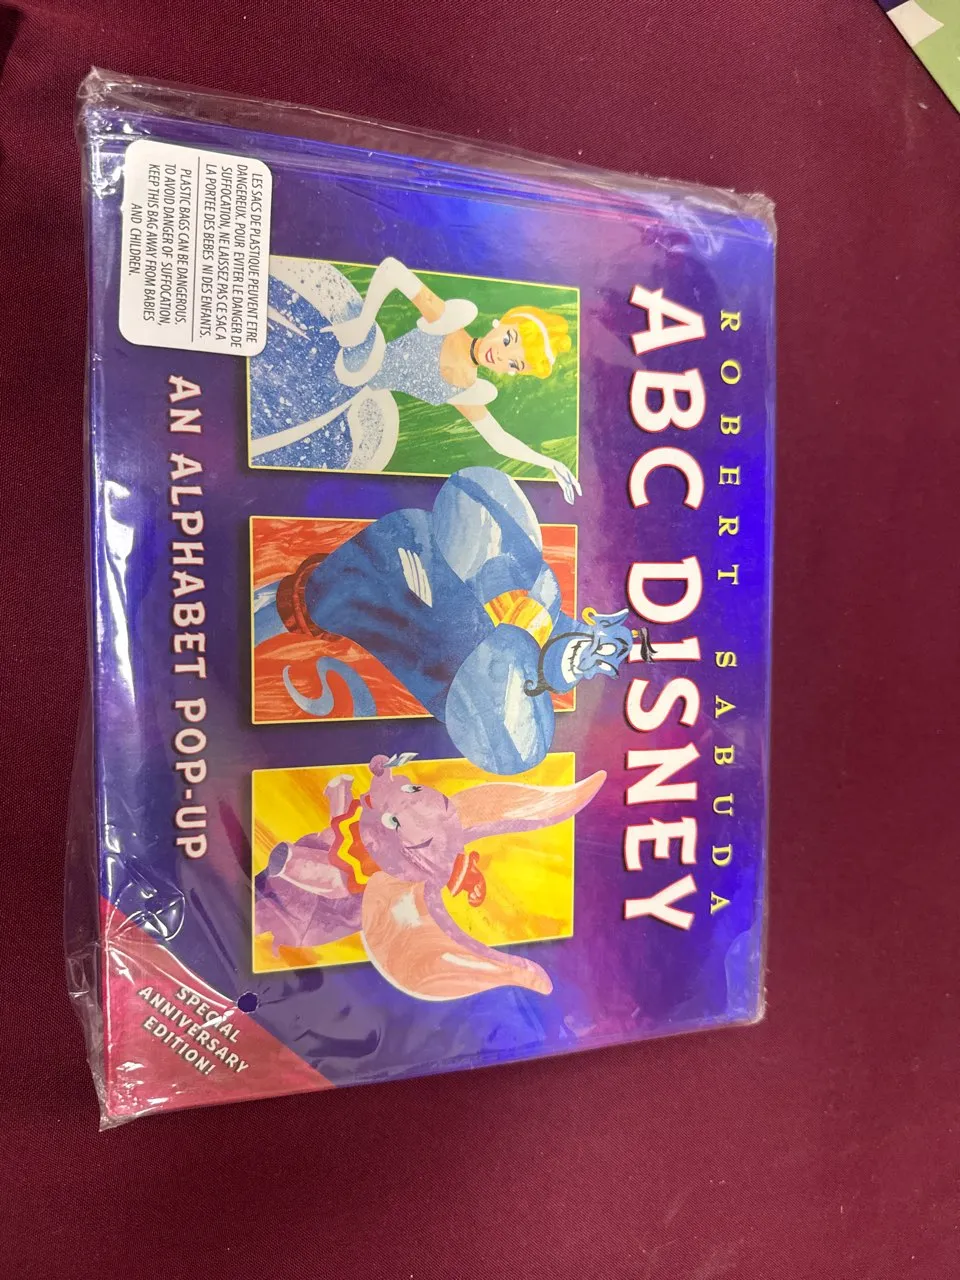 ROBERT SABUDA
ABC DISNEY
LES SACS DE PLASTIQUE PEUVENT ETRE
DANGEREUX. POUR EVITER LE DANGER DE
SUFFOCATION, NE LAISSEZ PAS CE SAC A
LA PORTEE DES BEBES NI DES ENFANTS.
PLASTIC BAGS CAN BE DANGEROUS.
TO AVOID DANGER OF SUFFOCATION,
KEEP THIS BAG AWAY FROM BABIES
AND CHILDREN.
AN ALPHABET POP-UP
SPECIAL
ANNIVERSARY
EDITION!